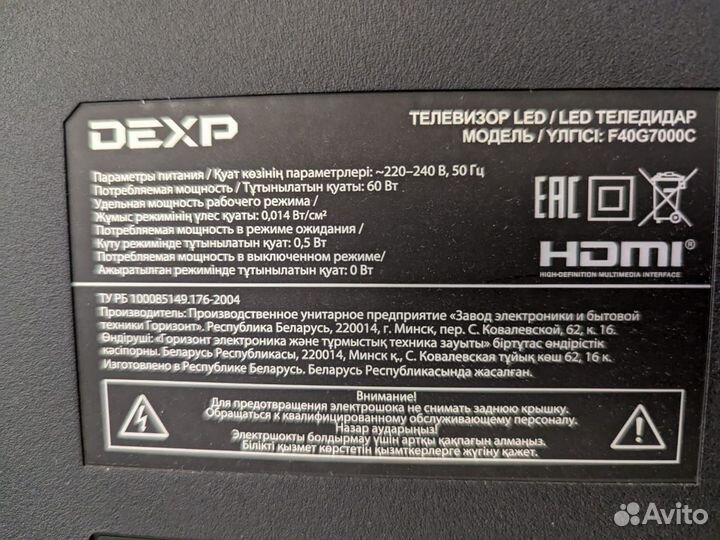 DEXP
ТЕЛЕВИЗОР LED / LED ТЕЛЕДИДАР
МОДЕЛЬ / ҮЛГІСІ: F40G7000C
Параметры питания / Қуат көзінің параметрлері: ~220–240 В, 50 Гц
Потребляемая мощность / Тұтынылатын қуаты: 60 Вт
Удельная мощность рабочего режима /
Жұмыс режимінің үлес қуаты: 0,014 Вт/см²
Потребляемая мощность в режиме ожидания /
Күту режимінде тұтынылатын қуат: 0,5 Вт
Потребляемая мощность в выключенном режиме/
Ажыратылған режимінде тұтынылатын қуат: 0 Вт
EAC
HDMI®
HIGH-DEFINITION MULTIMEDIA INTERFACE
ТУ РБ 100085149.176-2004
Производитель: Производственное унитарное предприятие «Завод электроники и бытовой
техники Горизонт». Республика Беларусь, 220014, г. Минск, пер. С. Ковалевской, 62, к. 16.
Өндіруші: «Горизонт электроника және тұрмыстық техника зауыты» біртұтас өндірістік
кәсіпорны. Беларусь Республикасы, 220014, Минск қ., С. Ковалевская тұйық көш 62, 16 к.
Изготовлено в Республике Беларусь. Беларусь Республикасында жасалған.
Внимание!
Для предотвращения электрошока не снимать заднюю крышку.
Обращаться к квалифицированному обслуживающему персоналу.
Назар аударыңыз!
Электршокты болдырмау үшін артқы қақпағын алмаңыз.
Білікті қызмет көрсетін қызметкерлерге жүгіну қажет.
Avito